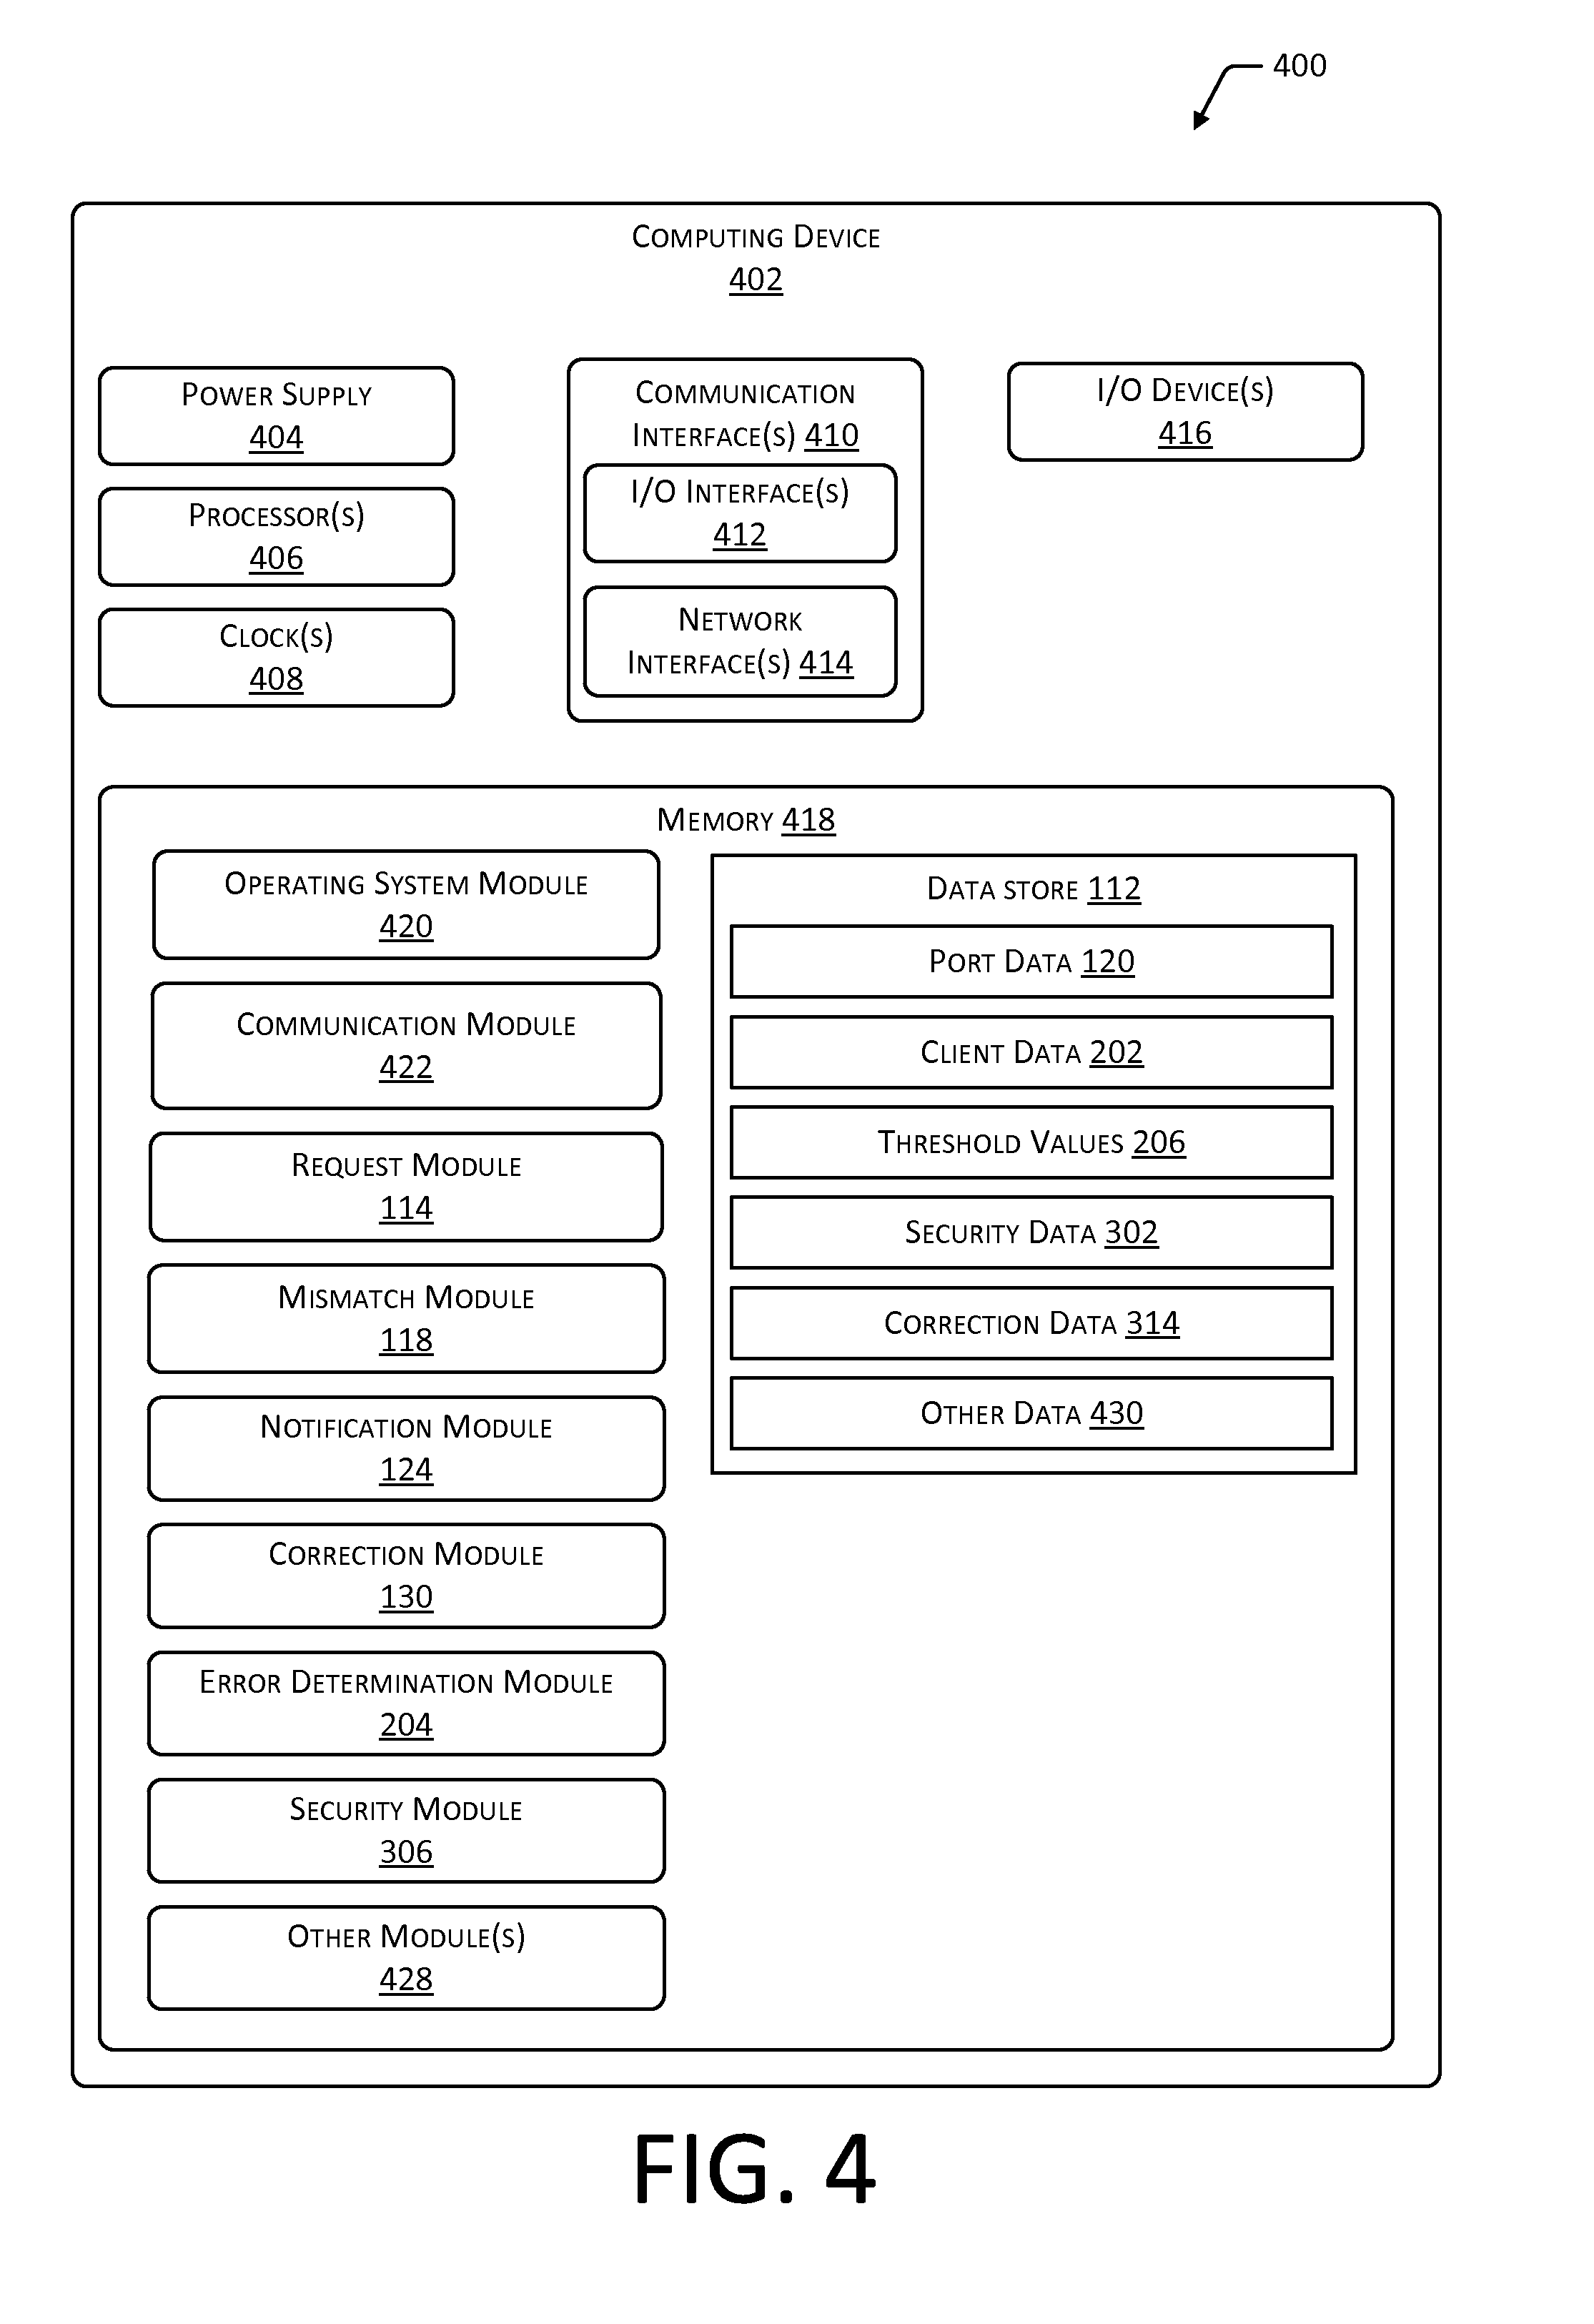 400
Computing Device
402
Power Supply
404
Processor(s)
406
Clock(s)
408
Communication
Interface(s) 410
I/O Interface(s)
412
Network
Interface(s) 414
I/O Device(s)
416
Memory 418
Operating System Module
420
Communication Module
422
Request Module
114
Mismatch Module
118
Notification Module
124
Correction Module
130
Error Determination Module
204
Security Module
306
Other Module(s)
428
Data store 112
Port Data 120
Client Data 202
Threshold Values 206
Security Data 302
Correction Data 314
Other Data 430
FIG. 4